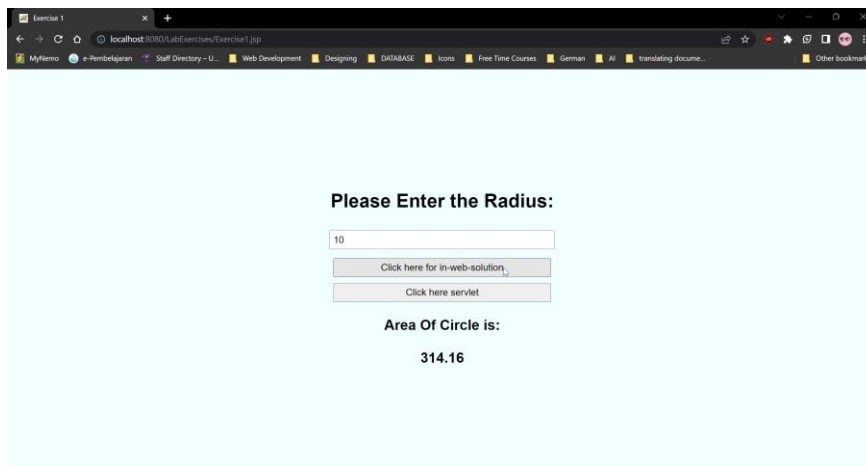 Exercise 1
localhost:8080/LabExercises/Exercise1.jsp
MyNemo e-Pembelajaran Staff Directory – U... Web Development Designing DATABASE Icons Free Time Courses German AI translating docume... Other bookmark
Please Enter the Radius:
10
Click here for in-web-solution
Click here servlet
Area Of Circle is:
314.16